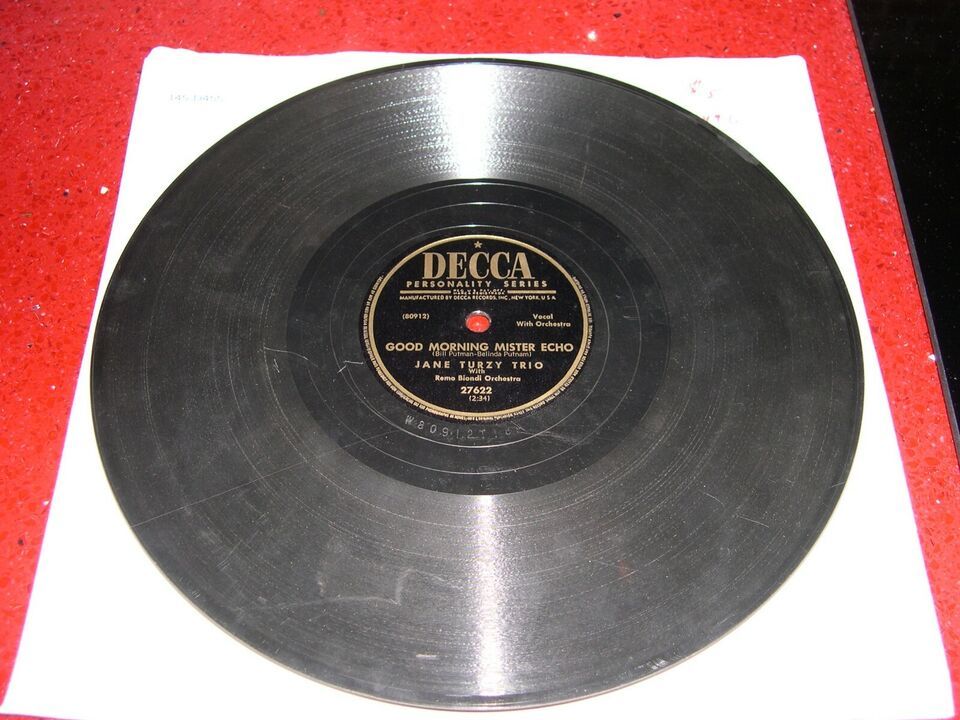 ★
DECCA
PERSONALITY SERIES
MANUFACTURED BY DECCA RECORDS, INC., NEW YORK, U S A
(80912)
Vocal
With Orchestra
GOOD MORNING MISTER ECHO
(Bill Putman-Belinda Putnam)
JANE TURZY TRIO
With
Remo Biondi Orchestra
27622
(2:34)
W80912T